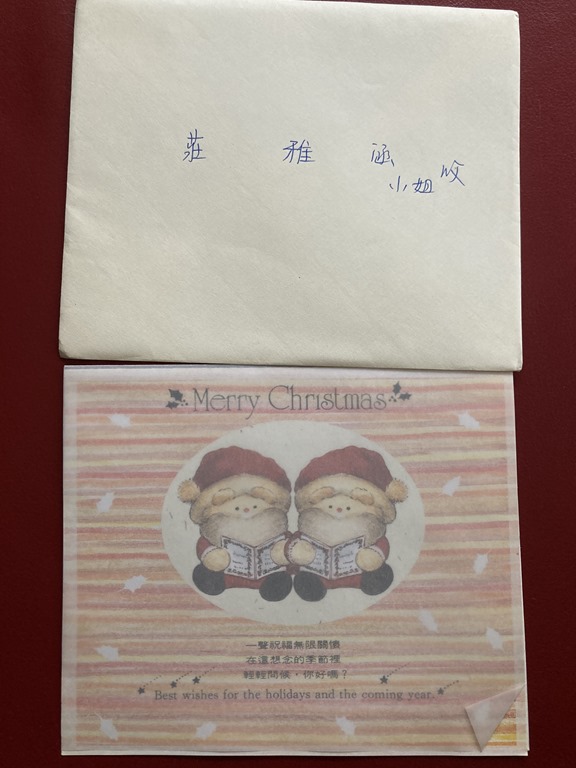 莊 雅 涵
小姐 收
Merry Christmas
一聲祝福無限關懷
在這想念的季節裡
輕輕問候，你好嗎？
Best wishes for the holidays and the coming year.